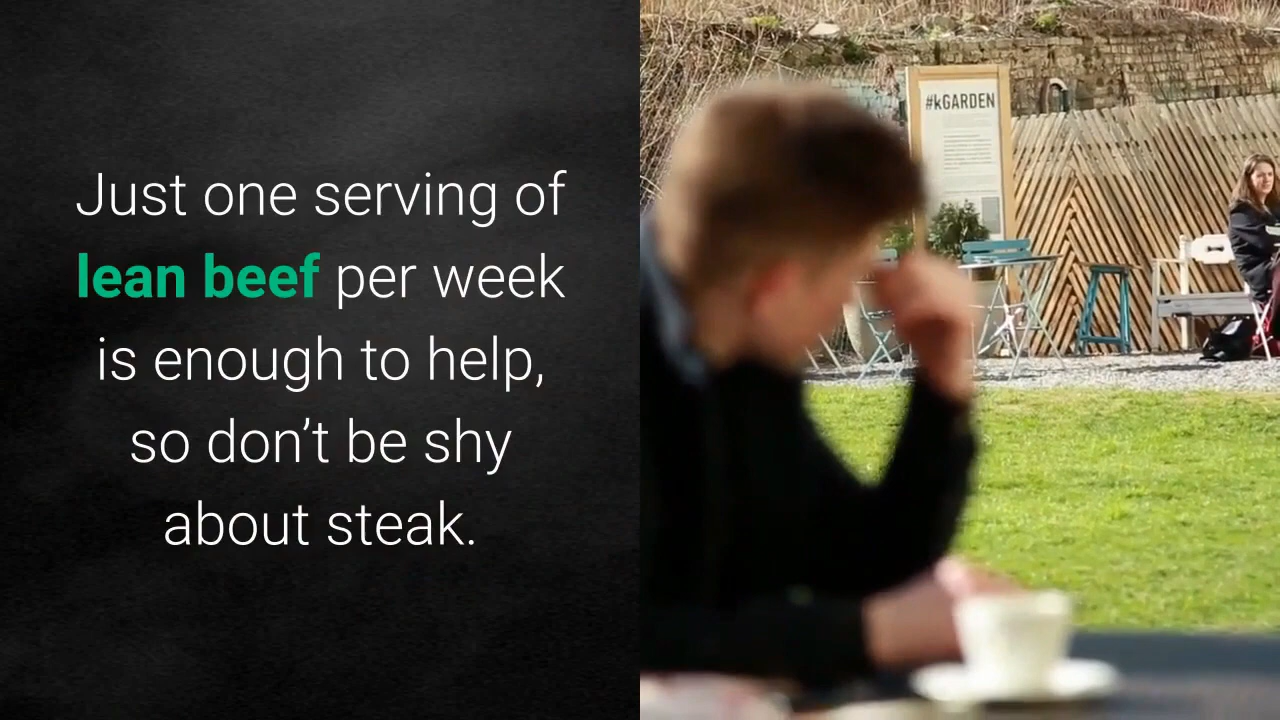 Just one serving of
lean beef per week
is enough to help,
so don’t be shy
about steak.
#kGARDEN